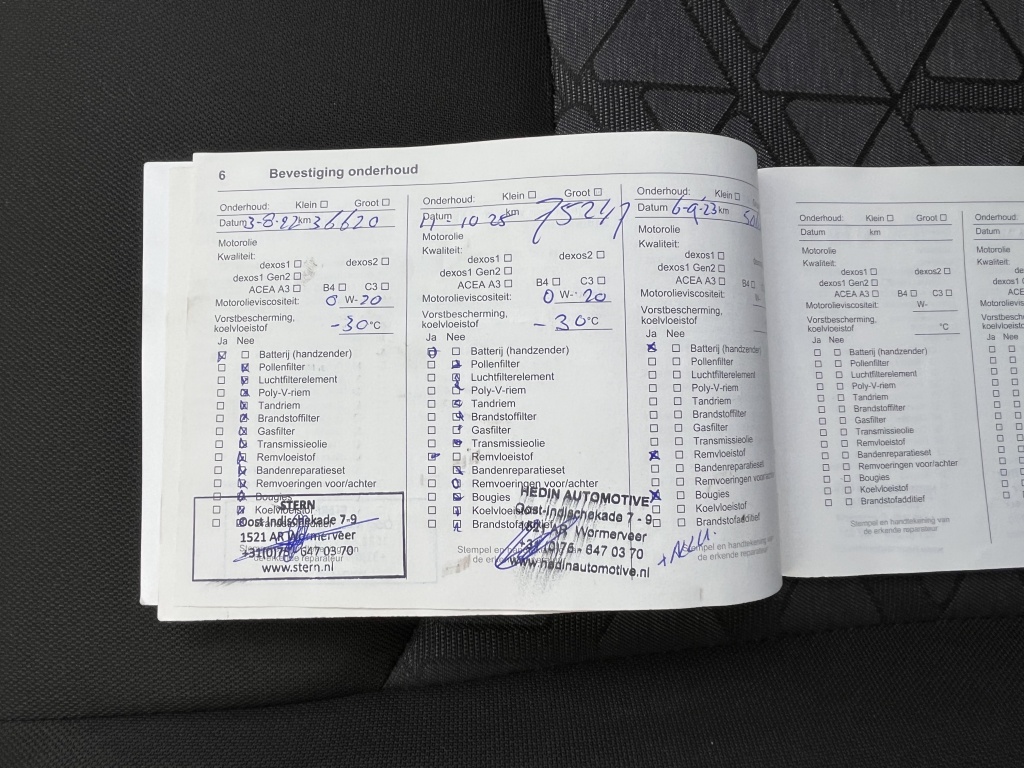 6 Bevestiging onderhoud
Onderhoud: Klein Groot
Datum 3-8-22 km 36620
Motorolie
Kwaliteit:
dexos1 dexos2
dexos1 Gen2
ACEA A3 B4 C3
Motorolieviscositeit: 0 W-20
Vorstbescherming,
koelvloeistof -30 °C
Ja Nee
Batterij (handzender)
Pollenfilter
Luchtfilterelement
Poly-V-riem
Tandriem
Brandstoffilter
Gasfilter
Transmissieolie
Remvloeistof
Bandenreparatieset
Remvoeringen voor/achter
Bougies
Koelvloeistof
STERN
Oost-Indischekade 7-9
1521 AR Wormerveer
+31(0)75- 647 03 70
www.stern.nl
de erkende reparateur
Onderhoud: Klein Groot
Datum km
Motorolie
Kwaliteit:
dexos1 dexos2
dexos1 Gen2
ACEA A3 B4 C3
Motorolieviscositeit: 0 W- 20
Vorstbescherming,
koelvloeistof - 30 °C
Ja Nee
Batterij (handzender)
Pollenfilter
Luchtfilterelement
Poly-V-riem
Tandriem
Brandstoffilter
Gasfilter
Transmissieolie
Remvloeistof
Bandenreparatieset
Remvoeringen voor/achter
Bougies
Koelvloeistof
Brandstofadditief
HEDIN AUTOMOTIVE
Oost-Indischekade 7 - 9
1521 AR Wormerveer
+31 (0)75 - 647 03 70
www.hedinautomotive.nl
Onderhoud: Klein
Datum 6-9-23 km
Motorolie
Kwaliteit:
dexos1
dexos1 Gen2
ACEA A3
Motorolieviscositeit:
Vorstbescherming,
koelvloeistof
Ja Nee
Batterij (handzender)
Pollenfilter
Luchtfilterelement
Poly-V-riem
Tandriem
Brandstoffilter
Gasfilter
Transmissieolie
Remvloeistof
Bandenreparatieset
Remvoeringen voor/achter
Bougies
Koelvloeistof
Brandstofadditief
Stempel en handtekening van
de erkende reparateur
Onderhoud: Klein Groot
Datum km
Motorolie
Kwaliteit:
dexos1 dexos2
dexos1 Gen2
ACEA A3 B4 C3
Motorolieviscositeit: W-
Vorstbescherming,
koelvloeistof °C
Ja Nee
Batterij (handzender)
Pollenfilter
Luchtfilterelement
Poly-V-riem
Tandriem
Brandstoffilter
Gasfilter
Transmissieolie
Remvloeistof
Bandenreparatieset
Remvoeringen voor/achter
Bougies
Koelvloeistof
Brandstofadditief
Stempel en handtekening van
de erkende reparateur
Onderhoud:
Datum
Motorolie
Kwaliteit:
Ja Nee